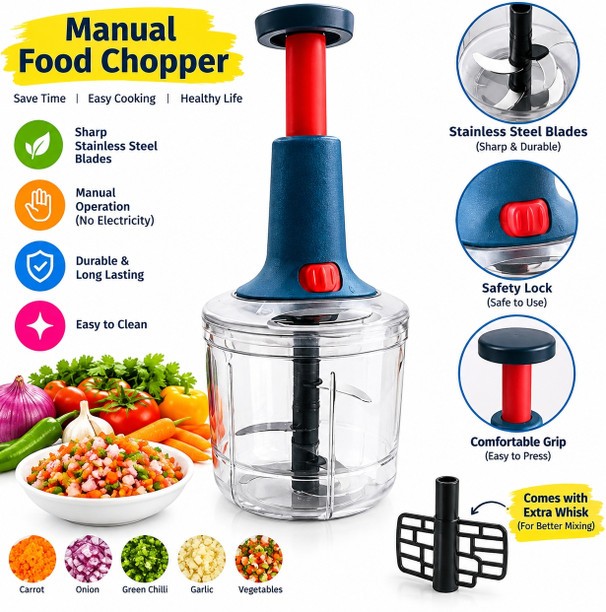 Manual
Food Chopper
Save Time | Easy Cooking | Healthy Life
Sharp
Stainless Steel
Blades
Manual
Operation
(No Electricity)
Durable &
Long Lasting
Easy to Clean
Stainless Steel Blades
(Sharp & Durable)
Safety Lock
(Safe to Use)
Comfortable Grip
(Easy to Press)
Comes with
Extra Whisk
(For Better Mixing)
Carrot
Onion
Green Chilli
Garlic
Vegetables